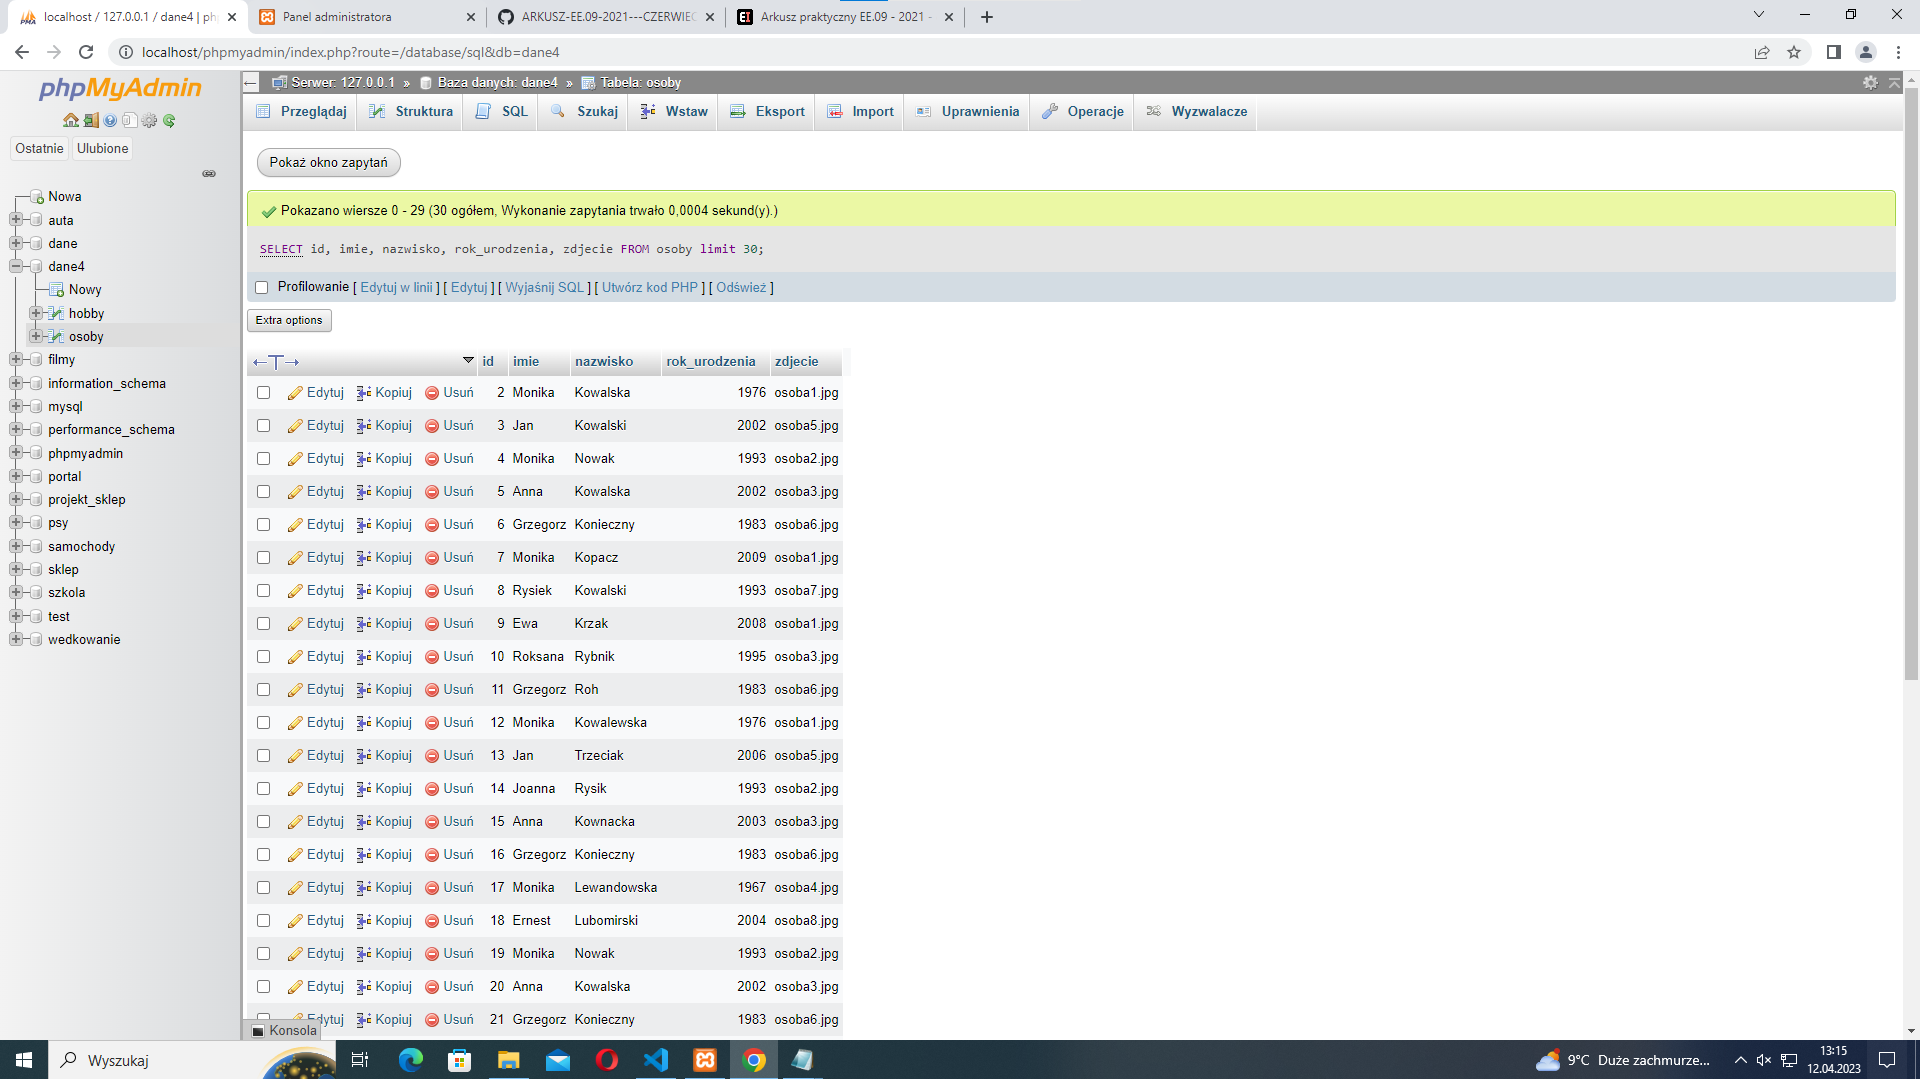 localhost / 127.0.0.1 / dane4 | ph
Panel administratora
ARKUSZ-EE.09-2021---CZERWIEC
Arkusz praktyczny EE.09 - 2021 -
localhost/phpmyadmin/index.php?route=/database/sql&db=dane4
phpMyAdmin
Ostatnie
Ulubione
Nowa
auta
dane
dane4
Nowy
hobby
osoby
filmy
information_schema
mysql
performance_schema
phpmyadmin
portal
projekt_sklep
psy
samochody
sklep
szkola
test
wedkowanie
Serwer: 127.0.0.1 » Baza danych: dane4 » Tabela: osoby
Przeglądaj Struktura SQL Szukaj Wstaw Eksport Import Uprawnienia Operacje Wyzwalacze
Pokaż okno zapytań
Pokazano wiersze 0 - 29 (30 ogółem, Wykonanie zapytania trwało 0,0004 sekund(y).)
SELECT id, imie, nazwisko, rok_urodzenia, zdjecie FROM osoby limit 30;
Profilowanie [ Edytuj w linii ] [ Edytuj ] [ Wyjaśnij SQL ] [ Utwórz kod PHP ] [ Odśwież ]
Extra options
←T→ id imie nazwisko rok_urodzenia zdjecie
Edytuj Kopiuj Usuń 2 Monika Kowalska 1976 osoba1.jpg
Edytuj Kopiuj Usuń 3 Jan Kowalski 2002 osoba5.jpg
Edytuj Kopiuj Usuń 4 Monika Nowak 1993 osoba2.jpg
Edytuj Kopiuj Usuń 5 Anna Kowalska 2002 osoba3.jpg
Edytuj Kopiuj Usuń 6 Grzegorz Konieczny 1983 osoba6.jpg
Edytuj Kopiuj Usuń 7 Monika Kopacz 2009 osoba1.jpg
Edytuj Kopiuj Usuń 8 Rysiek Kowalski 1993 osoba7.jpg
Edytuj Kopiuj Usuń 9 Ewa Krzak 2008 osoba1.jpg
Edytuj Kopiuj Usuń 10 Roksana Rybnik 1995 osoba3.jpg
Edytuj Kopiuj Usuń 11 Grzegorz Roh 1983 osoba6.jpg
Edytuj Kopiuj Usuń 12 Monika Kowalewska 1976 osoba1.jpg
Edytuj Kopiuj Usuń 13 Jan Trzeciak 2006 osoba5.jpg
Edytuj Kopiuj Usuń 14 Joanna Rysik 1993 osoba2.jpg
Edytuj Kopiuj Usuń 15 Anna Kownacka 2003 osoba3.jpg
Edytuj Kopiuj Usuń 16 Grzegorz Konieczny 1983 osoba6.jpg
Edytuj Kopiuj Usuń 17 Monika Lewandowska 1967 osoba4.jpg
Edytuj Kopiuj Usuń 18 Ernest Lubomirski 2004 osoba8.jpg
Edytuj Kopiuj Usuń 19 Monika Nowak 1993 osoba2.jpg
Edytuj Kopiuj Usuń 20 Anna Kowalska 2002 osoba3.jpg
Edytuj Kopiuj Usuń 21 Grzegorz Konieczny 1983 osoba6.jpg
Konsola
Wyszukaj
9°C Duże zachmurze...
13:15
12.04.2023